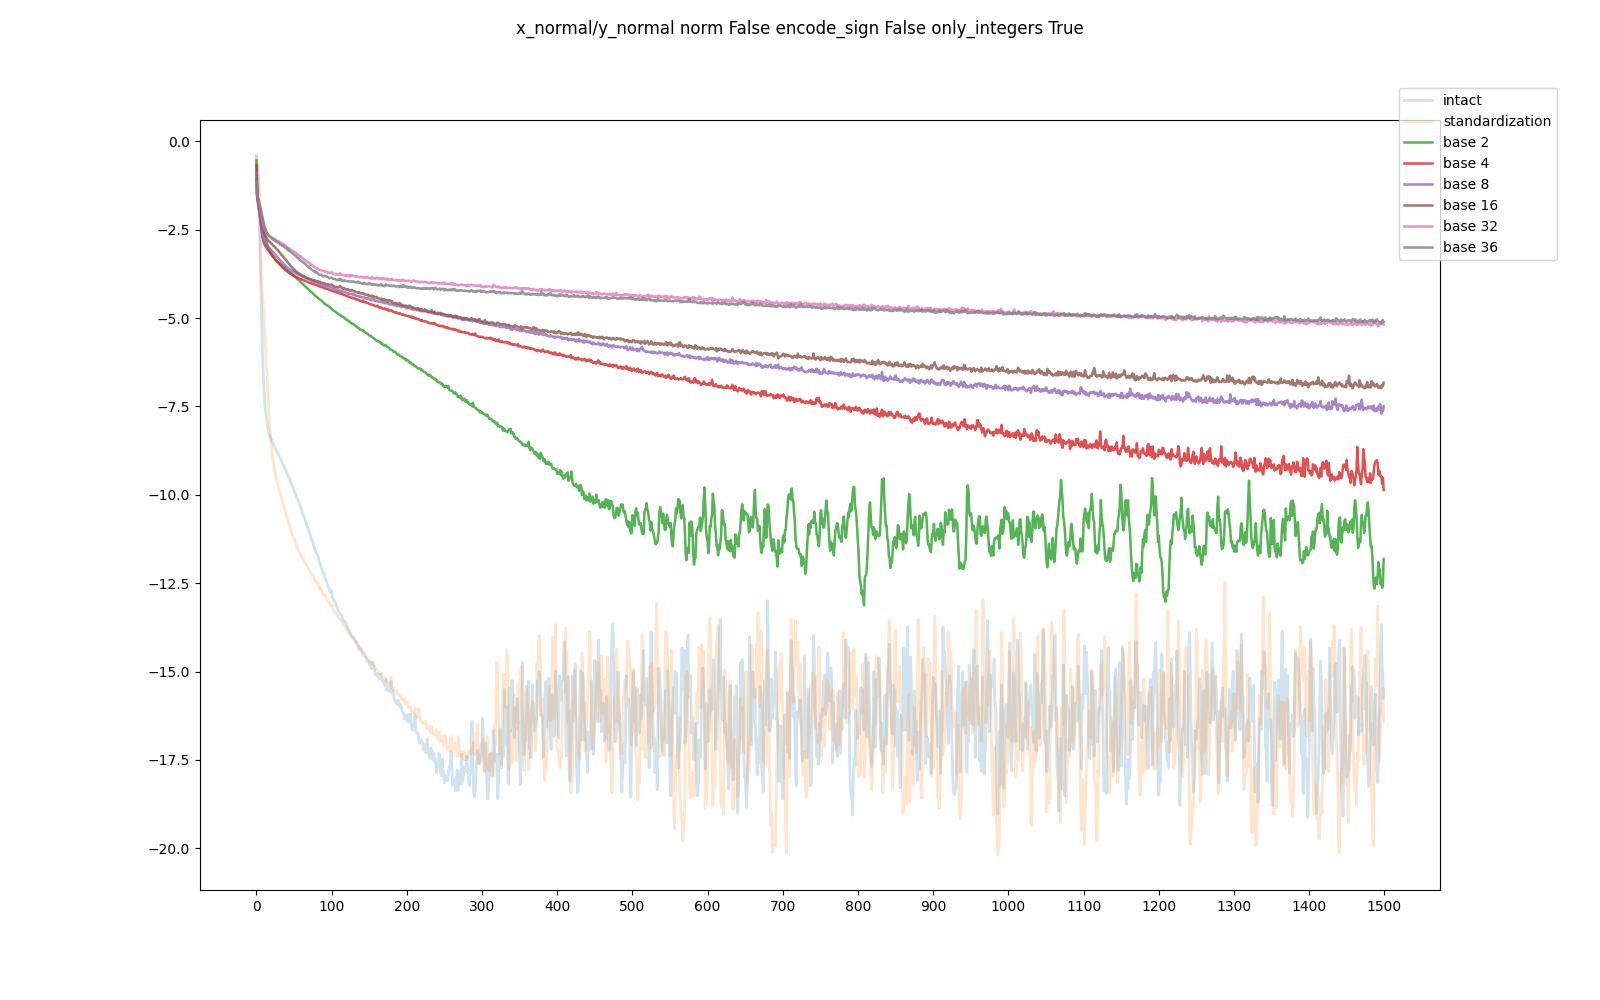 x_normal/y_normal norm False encode_sign False only_integers True
intact
standardization
base 2
base 4
base 8
base 16
base 32
base 36
0.0
−2.5
−5.0
−7.5
−10.0
−12.5
−15.0
−17.5
−20.0
0 100 200 300 400 500 600 700 800 900 1000 1100 1200 1300 1400 1500